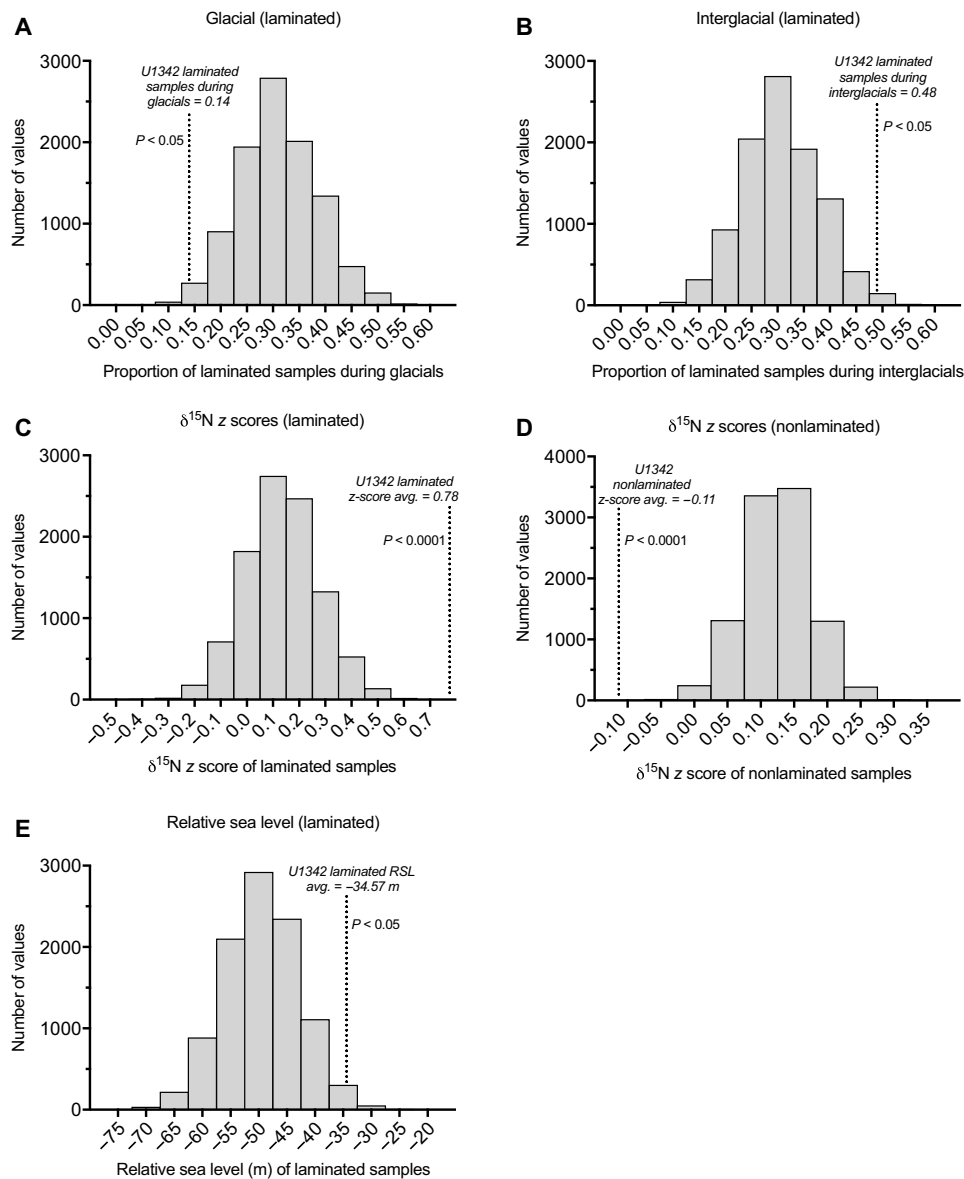 A
Glacial (laminated)
U1342 laminated
samples during
glacials = 0.14
P < 0.05
Number of values
3000
2000
1000
0
0.00 0.05 0.10 0.15 0.20 0.25 0.30 0.35 0.40 0.45 0.50 0.55 0.60
Proportion of laminated samples during glacials
B
Interglacial (laminated)
U1342 laminated
samples during
interglacials = 0.48
P < 0.05
Number of values
3000
2000
1000
0
0.00 0.05 0.10 0.15 0.20 0.25 0.30 0.35 0.40 0.45 0.50 0.55 0.60
Proportion of laminated samples during interglacials
C
δ¹⁵N z scores (laminated)
U1342 laminated
z-score avg. = 0.78
P < 0.0001
Number of values
3000
2000
1000
0
−0.5 −0.4 −0.3 −0.2 −0.1 0.0 0.1 0.2 0.3 0.4 0.5 0.6 0.7
δ¹⁵N z score of laminated samples
D
δ¹⁵N z scores (nonlaminated)
U1342
nonlaminated
z-score avg. = −0.11
P < 0.0001
Number of values
4000
3000
2000
1000
0
−0.10 −0.05 0.00 0.05 0.10 0.15 0.20 0.25 0.30 0.35
δ¹⁵N z score of nonlaminated samples
E
Relative sea level (laminated)
U1342 laminated RSL
avg. = −34.57 m
P < 0.05
Number of values
3000
2000
1000
0
−75 −70 −65 −60 −55 −50 −45 −40 −35 −30 −25 −20
Relative sea level (m) of laminated samples